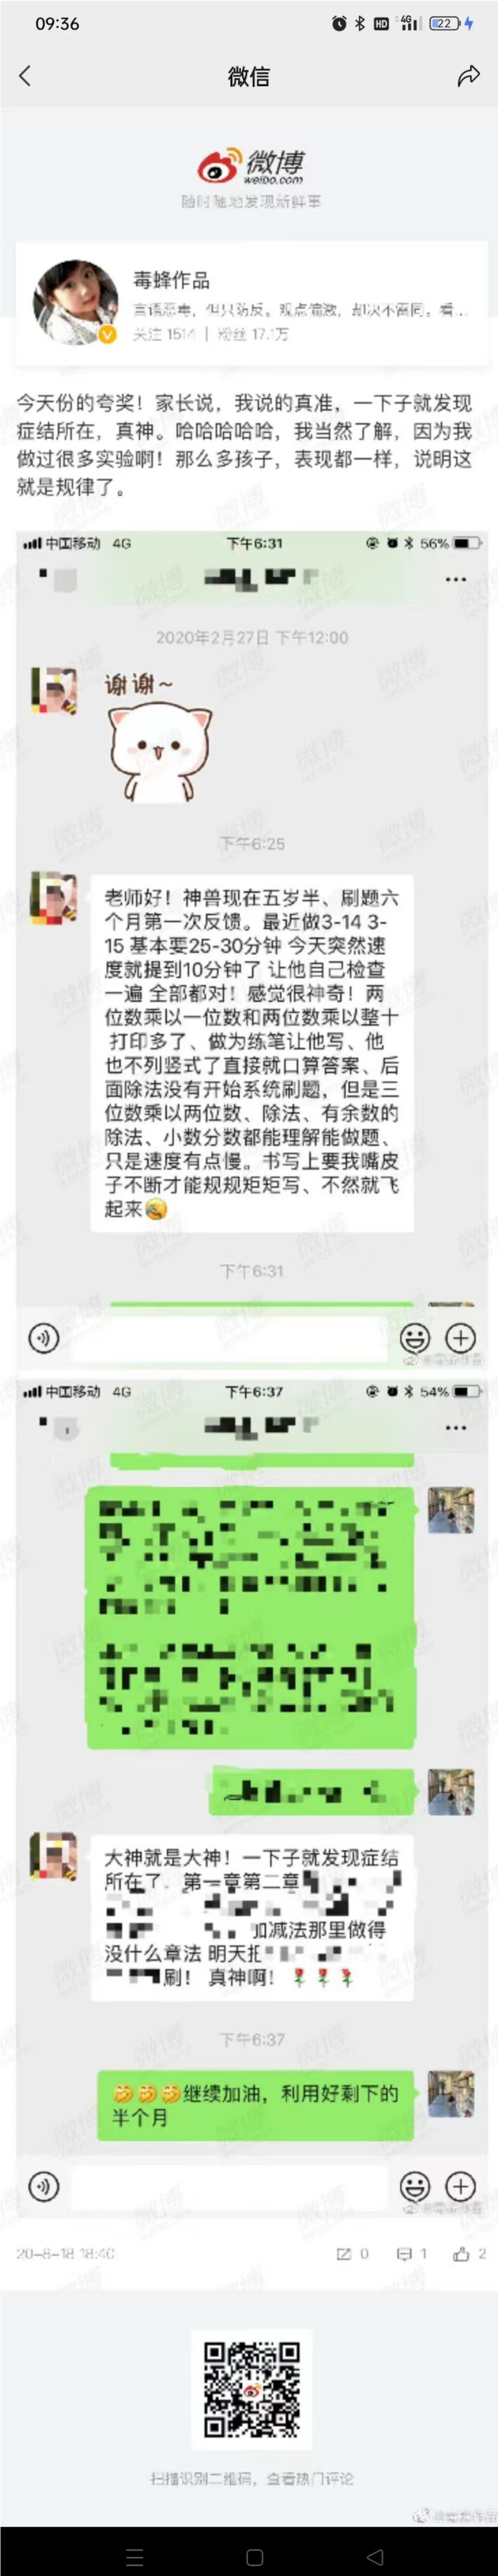 09:36
HD 4G 22
微信
微博
weibo.com
随时随地发现新鲜事
毒蜂作品
言语恶毒，但只防反。观点偏激，却决不雷同。看...
关注 1514 | 粉丝 17.1万
今天份的夸奖！家长说，我说的真准，一下子就发现
症结所在，真神。哈哈哈哈哈，我当然了解，因为我
做过很多实验啊！那么多孩子，表现都一样，说明这
就是规律了。
中国移动 4G 下午6:31 56%
2020年2月27日 下午12:00
谢谢~
下午6:25
老师好！神兽现在五岁半、刷题六
个月第一次反馈。最近做3-14 3-
15 基本要25-30分钟 今天突然速
度就提到10分钟了 让他自己检查
一遍 全部都对！感觉很神奇！两
位数乘以一位数和两位数乘以整十
打印多了、做为练笔让他写、他
也不列竖式了直接就口算答案、后
面除法没有开始系统刷题，但是三
位数乘以两位数、除法、有余数的
除法、小数分数都能理解能做题、
只是速度有点慢。书写上要我嘴皮
子不断才能规规矩矩写、不然就飞
起来
下午6:31
中国移动 4G 下午6:37 54%
大神就是大神！一下子就发现症结
所在了、第一章第二章
加减法那里做得
没什么章法 明天
刷！真神啊！
下午6:37
继续加油，利用好剩下的
半个月
20-8-18 18:40
0 1 2
扫描识别二维码，查看热门评论